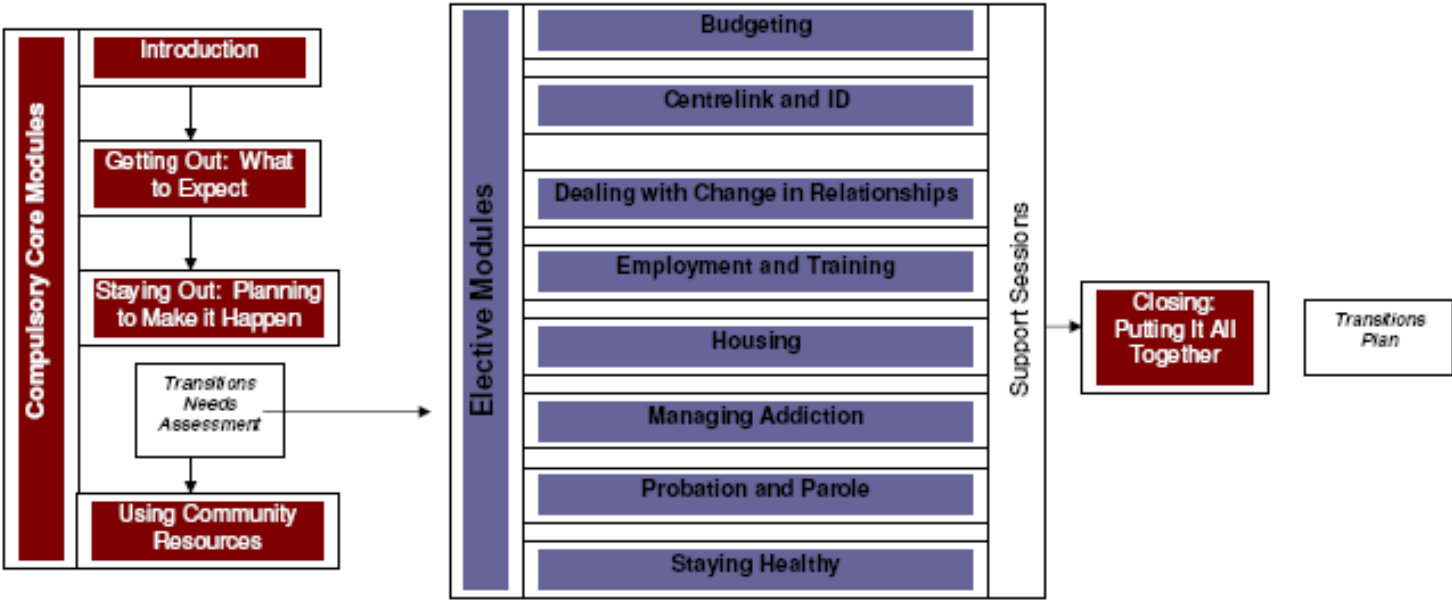 Compulsory Core Modules
Introduction
Getting Out: What
to Expect
Staying Out: Planning
to Make it Happen
Transitions
Needs
Assessment
Using Community
Resources
Elective Modules
Budgeting
Centrelink and ID
Dealing with Change in Relationships
Employment and Training
Housing
Managing Addiction
Probation and Parole
Staying Healthy
Support Sessions
Closing:
Putting It All
Together
Transitions
Plan